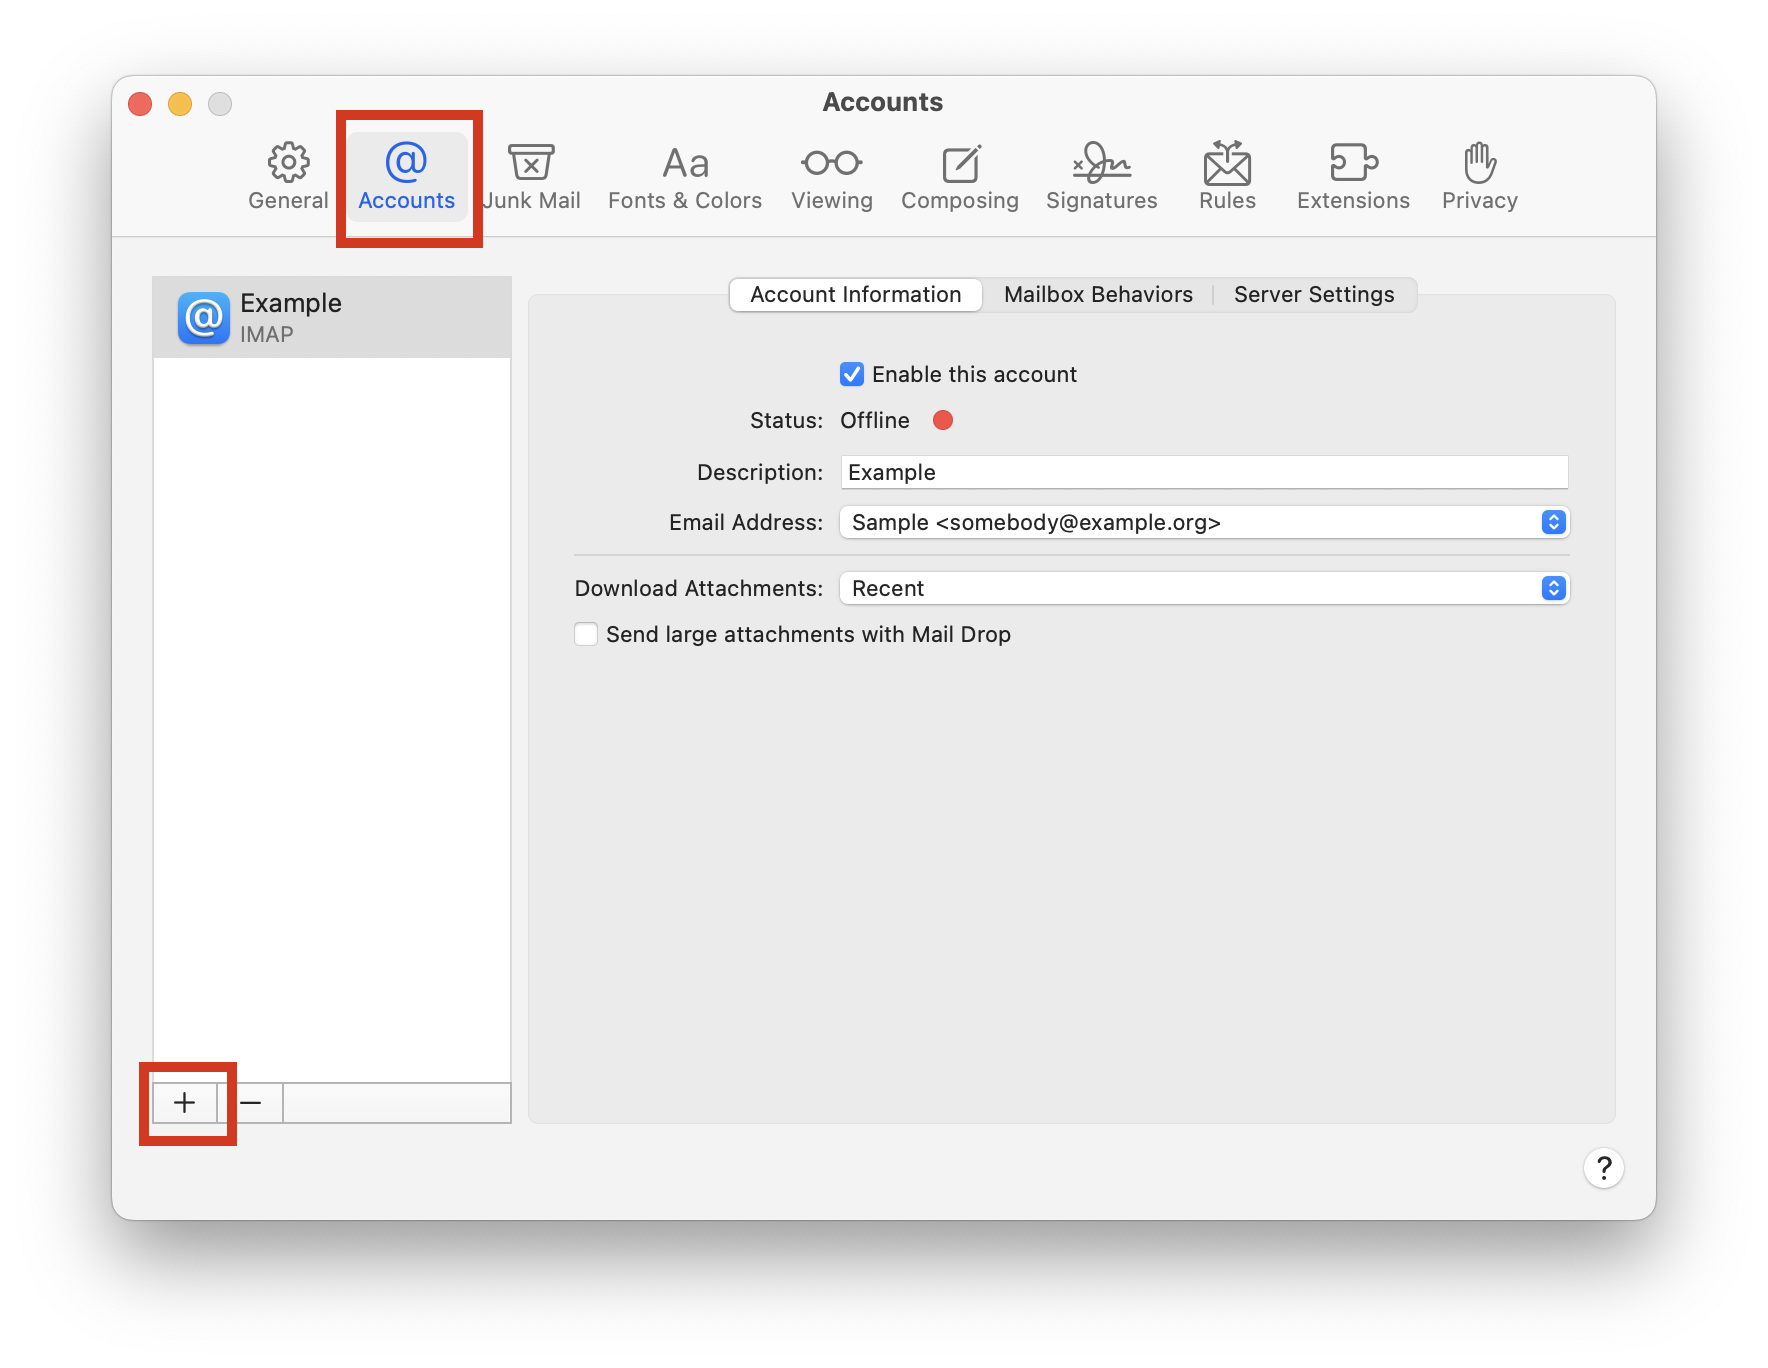 Accounts
General
Accounts
Junk Mail
Fonts & Colors
Viewing
Composing
Signatures
Rules
Extensions
Privacy
Example
IMAP
Account Information
Mailbox Behaviors
Server Settings
Enable this account
Status: Offline
Description: Example
Email Address: Sample <somebody@example.org>
Download Attachments: Recent
Send large attachments with Mail Drop
+ −
?